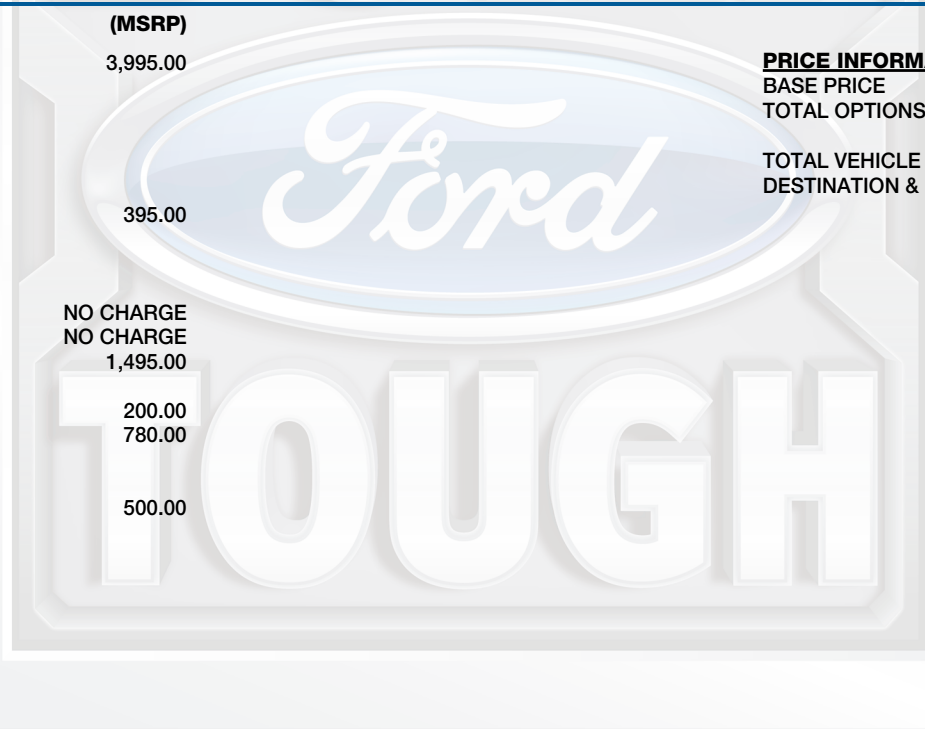 (MSRP)
3,995.00
395.00
NO CHARGE
NO CHARGE
1,495.00
200.00
780.00
500.00
PRICE
BASE PRICE
TOTAL OPTIONS
TOTAL VEHICLE
DESTINATION &
Ford
TOUGH